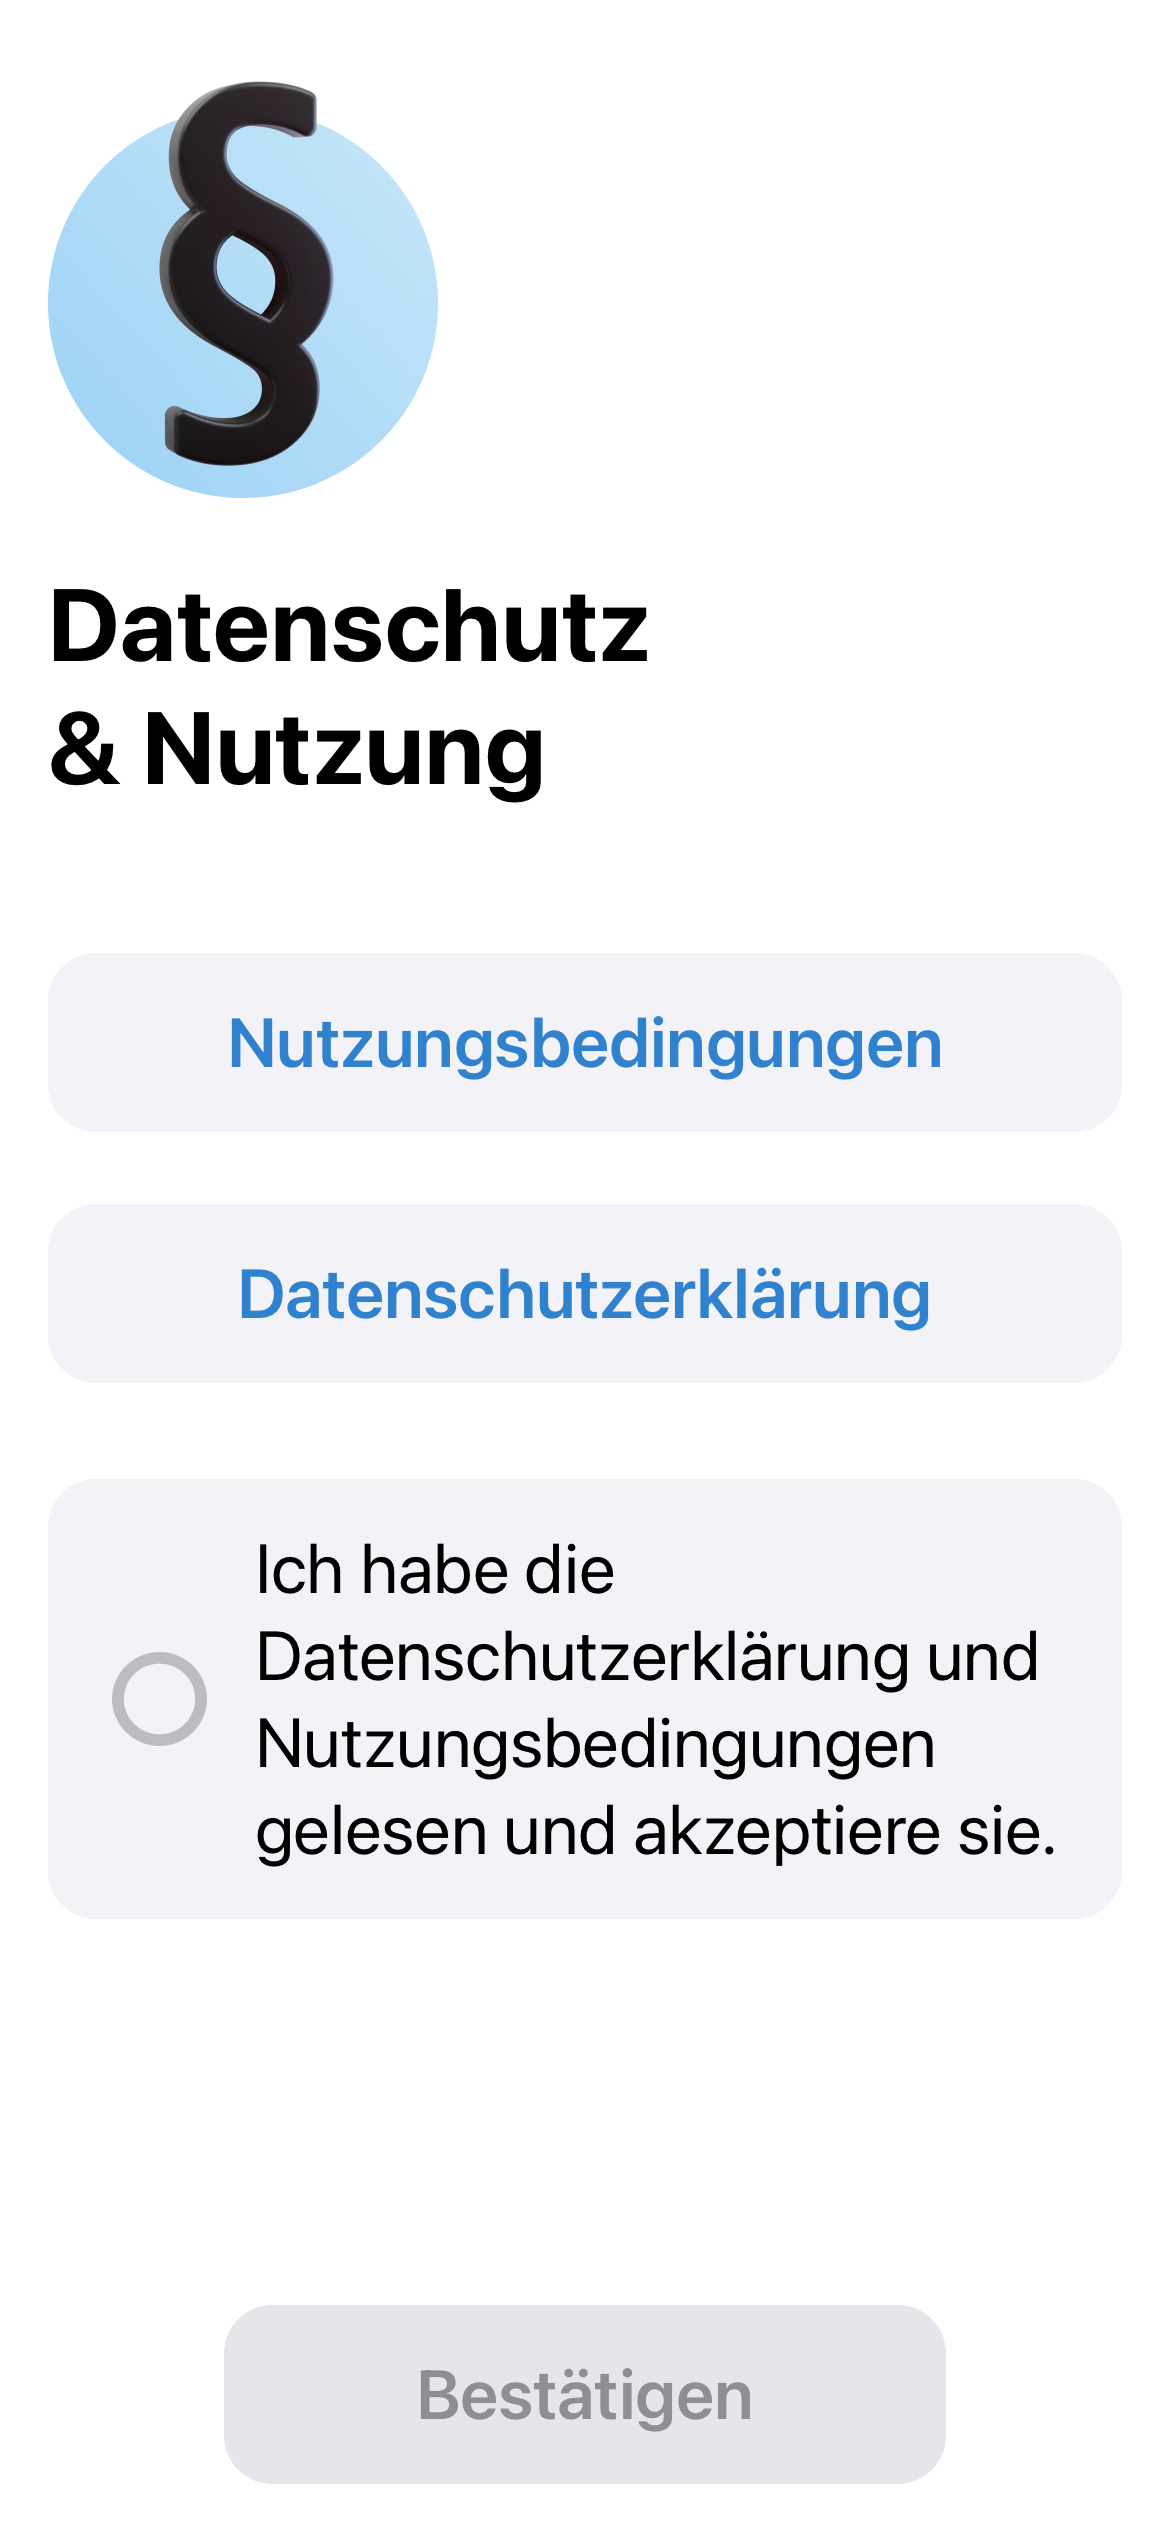 §
Datenschutz
& Nutzung
Nutzungsbedingungen
Datenschutzerklärung
Ich habe die
Datenschutzerklärung und
Nutzungsbedingungen
gelesen und akzeptiere sie.
Bestätigen